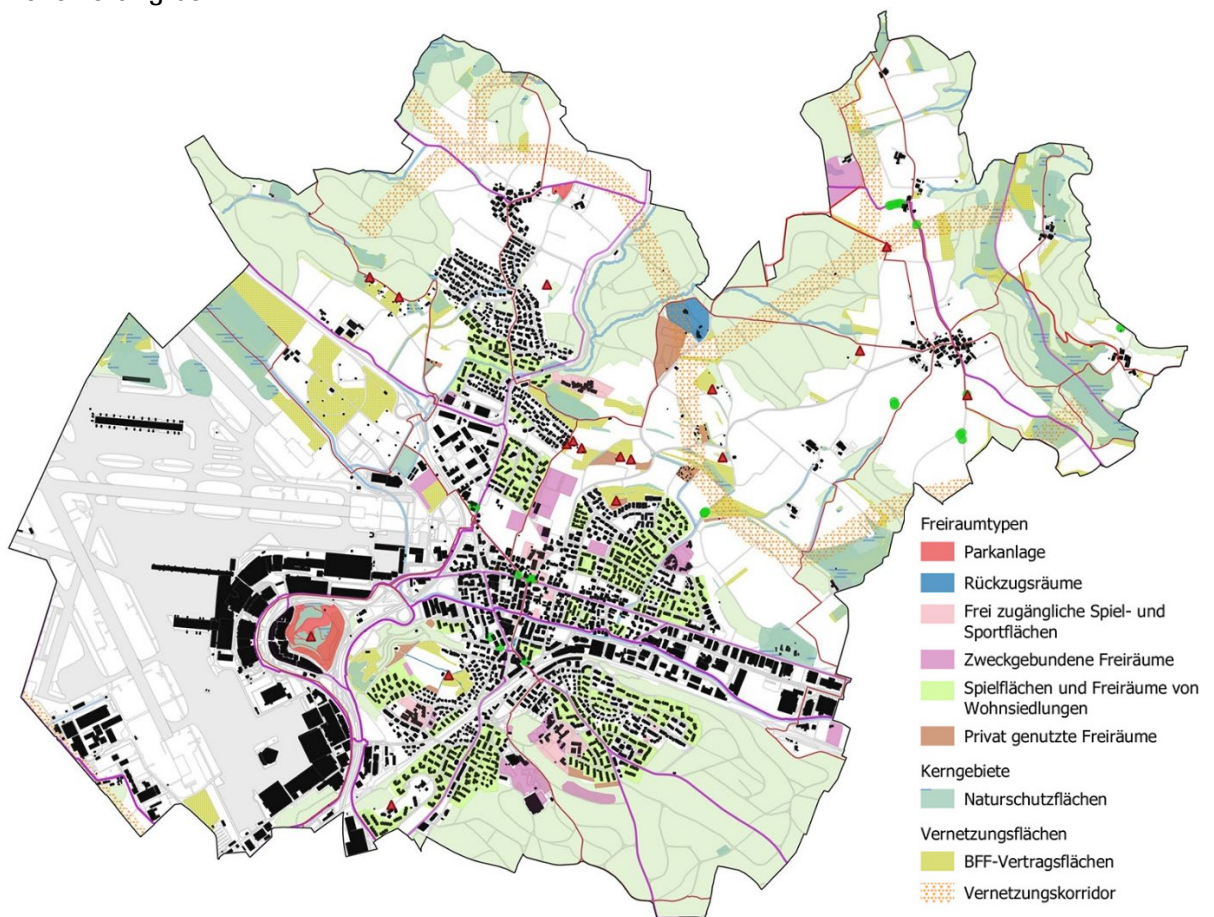 Freiraumtypen
Parkanlage
Rückzugsräume
Frei zugängliche Spiel- und
Sportflächen
Zweckgebundene Freiräume
Spielflächen und Freiräume von
Wohnsiedlungen
Privat genutzte Freiräume
Kerngebiete
Naturschutzflächen
Vernetzungsflächen
BFF-Vertragsflächen
Vernetzungskorridor